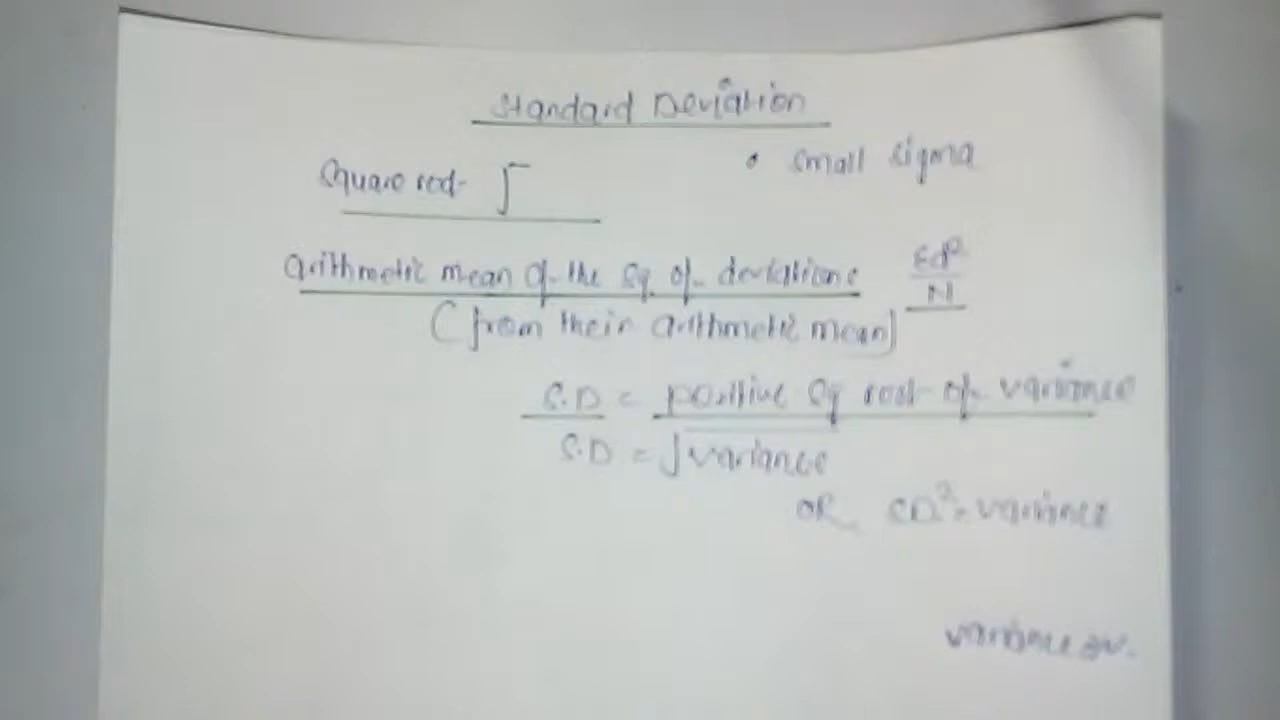 Standard Deviation
• small sigma
Square root √
arithmetic mean of the sq. of deviations Σd²/N
(from their arithmetic mean)
S.D = positive sq root of variance
S.D = √variance
OR SD² = variance
variance